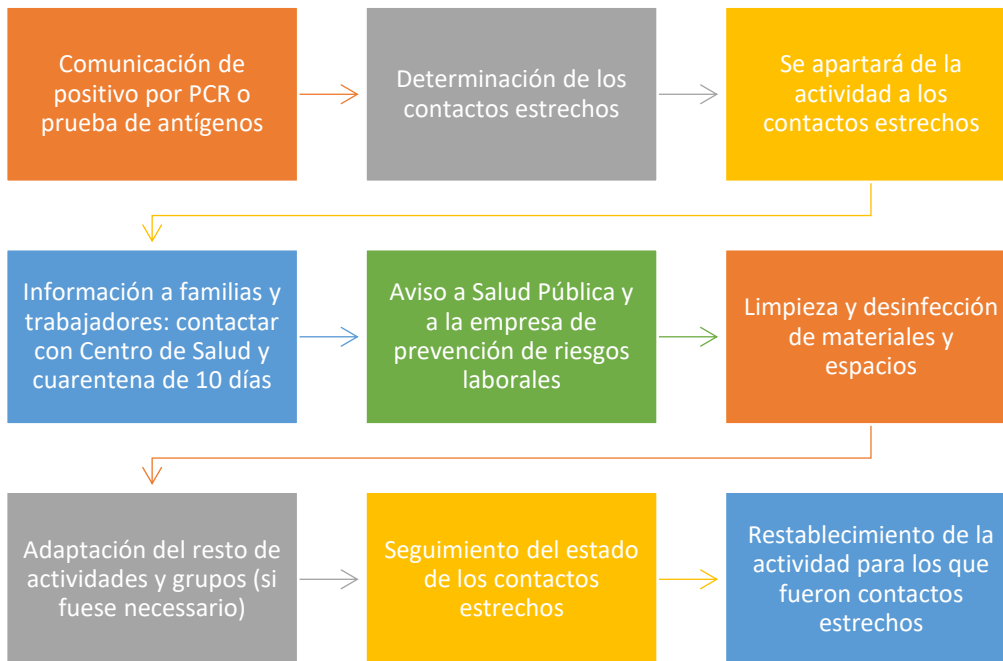 Comunicación de
positivo por PCR o
prueba de antígenos
Determinación de los
contactos estrechos
Se apartará de la
actividad a los
contactos estrechos
Información a familias y
trabajadores: contactar
con Centro de Salud y
cuarentena de 10 días
Aviso a Salud Pública y
a la empresa de
prevención de riesgos
laborales
Limpieza y desinfección
de materiales y
espacios
Adaptación del resto de
actividades y grupos (si
fuese necessario)
Seguimiento del estado
de los contactos
estrechos
Restablecimiento de la
actividad para los que
fueron contactos
estrechos